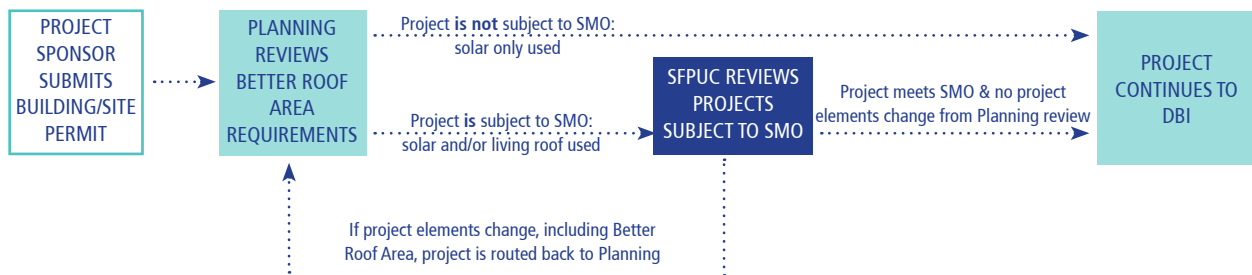 PROJECT
SPONSOR
SUBMITS
BUILDING/SITE
PERMIT
PLANNING
REVIEWS
BETTER ROOF
AREA
REQUIREMENTS
Project is not subject to SMO:
solar only used
Project is subject to SMO:
solar and/or living roof used
SFPUC REVIEWS
PROJECTS
SUBJECT TO SMO
Project meets SMO & no project
elements change from Planning review
PROJECT
CONTINUES TO
DBI
If project elements change, including Better
Roof Area, project is routed back to Planning